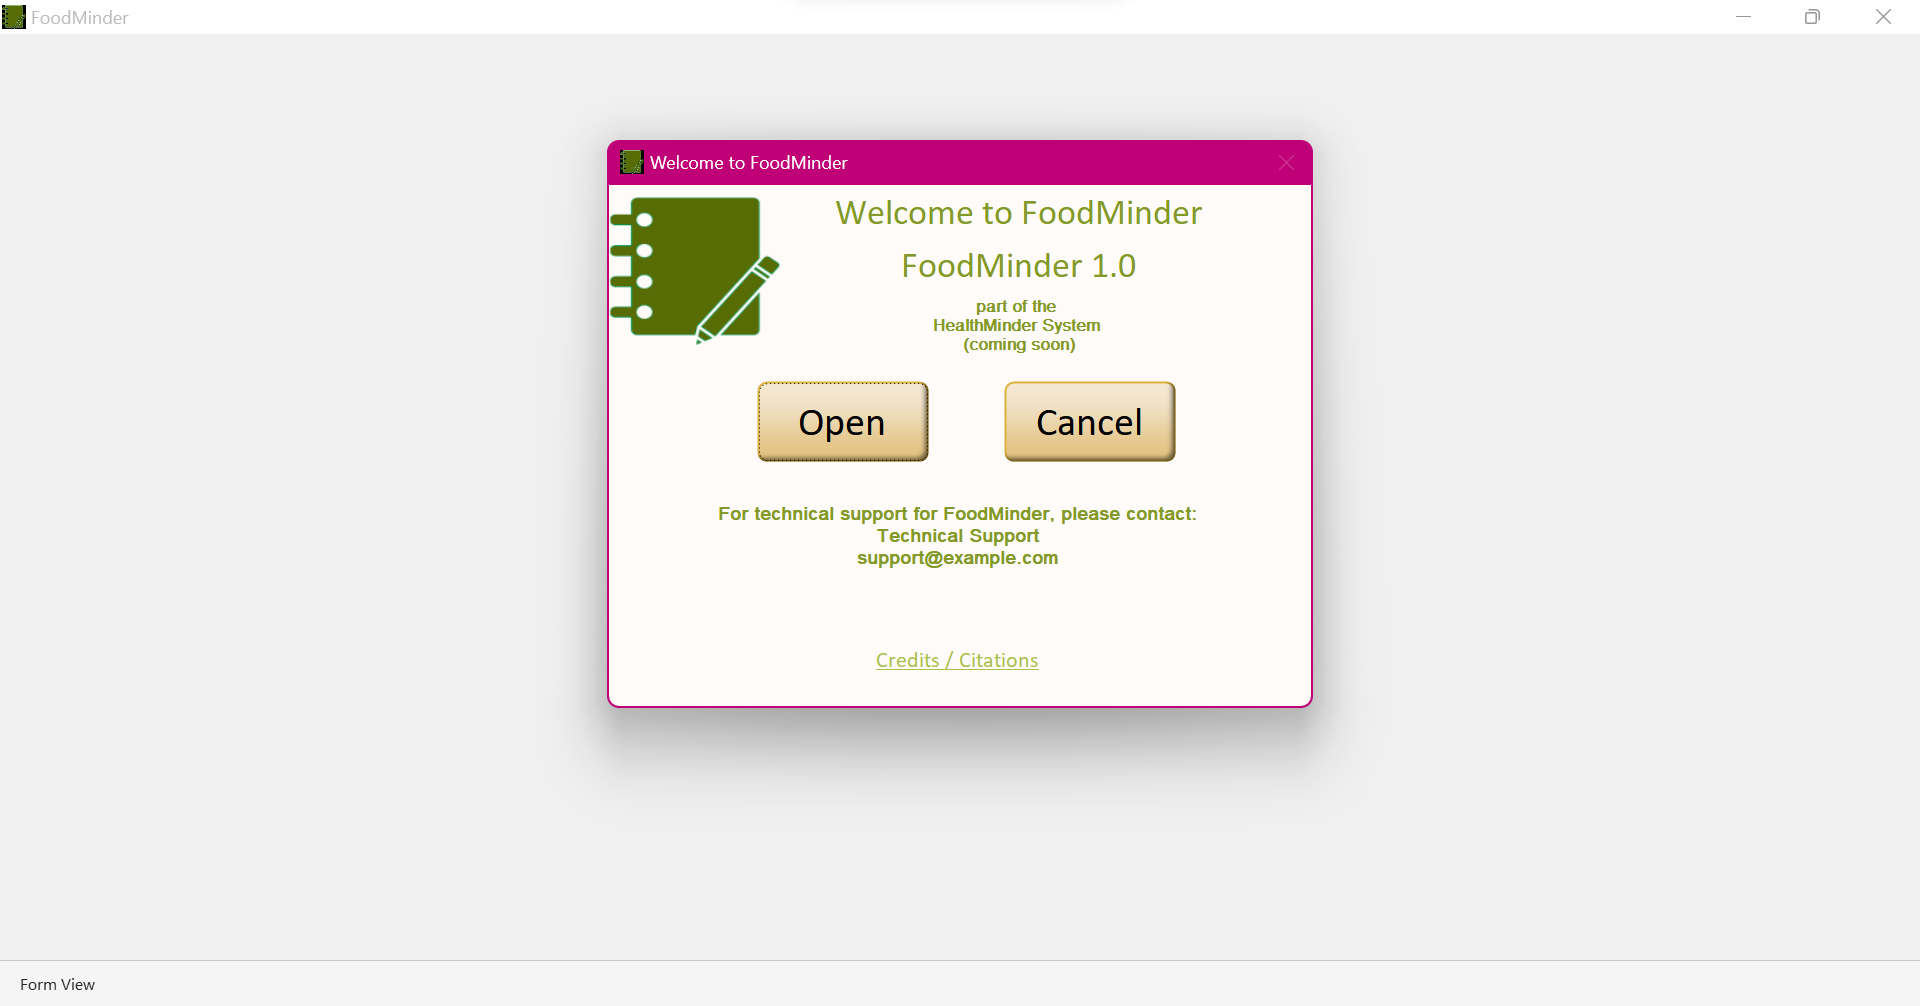 FoodMinder
Welcome to FoodMinder
Welcome to FoodMinder
FoodMinder 1.0
part of the
HealthMinder System
(coming soon)
Open
Cancel
For technical support for FoodMinder, please contact:
Technical Support
support@example.com
Credits / Citations
Form View